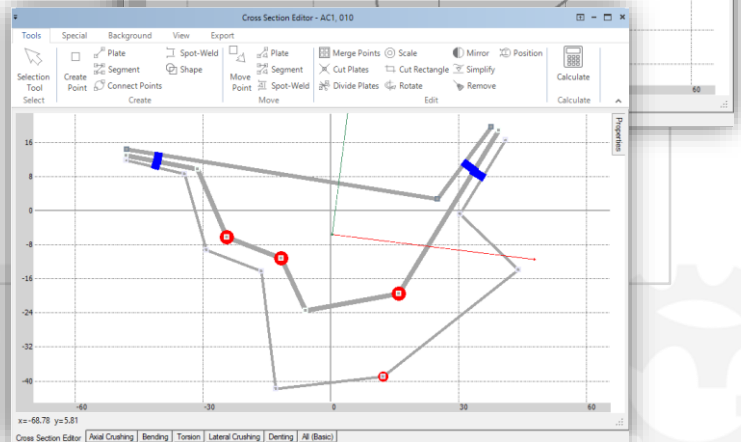 Cross Section Editor - AC1, 010
Tools Special Background View Export
Selection Tool
Select
Create Point
Plate
Segment
Connect Points
Spot-Weld
Shape
Create
Move Point
Plate
Segment
Spot-Weld
Move
Merge Points
Cut Plates
Divide Plates
Scale
Cut Rectangle
Rotate
Mirror
Simplify
Remove
Position
Edit
Calculate
Calculate
60
Properties
16
8
0
-8
-16
-24
-32
-40
-60 -30 0 30 60
x=-68.78 y=5.81
Cross Section Editor Axial Crushing Bending Torsion Lateral Crushing Denting All (Basic)